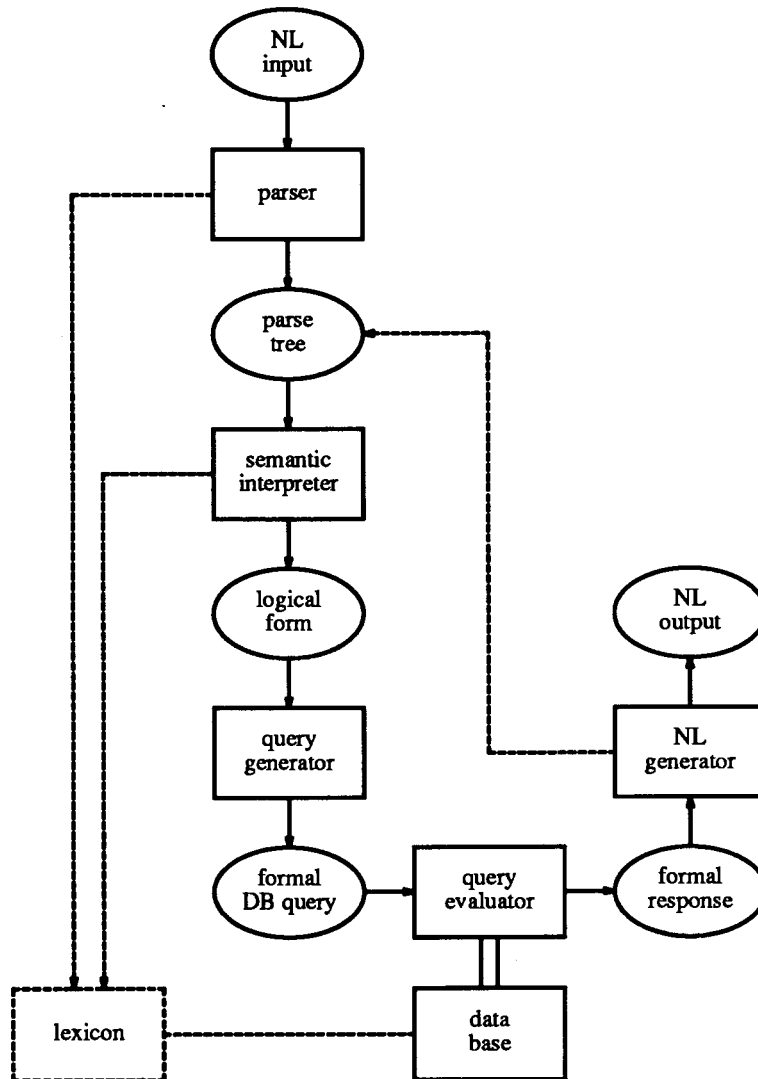 NL
input
parser
parse
tree
semantic
interpreter
logical
form
NL
output
query
generator
NL
generator
formal
DB query
query
evaluator
formal
response
lexicon
data
base